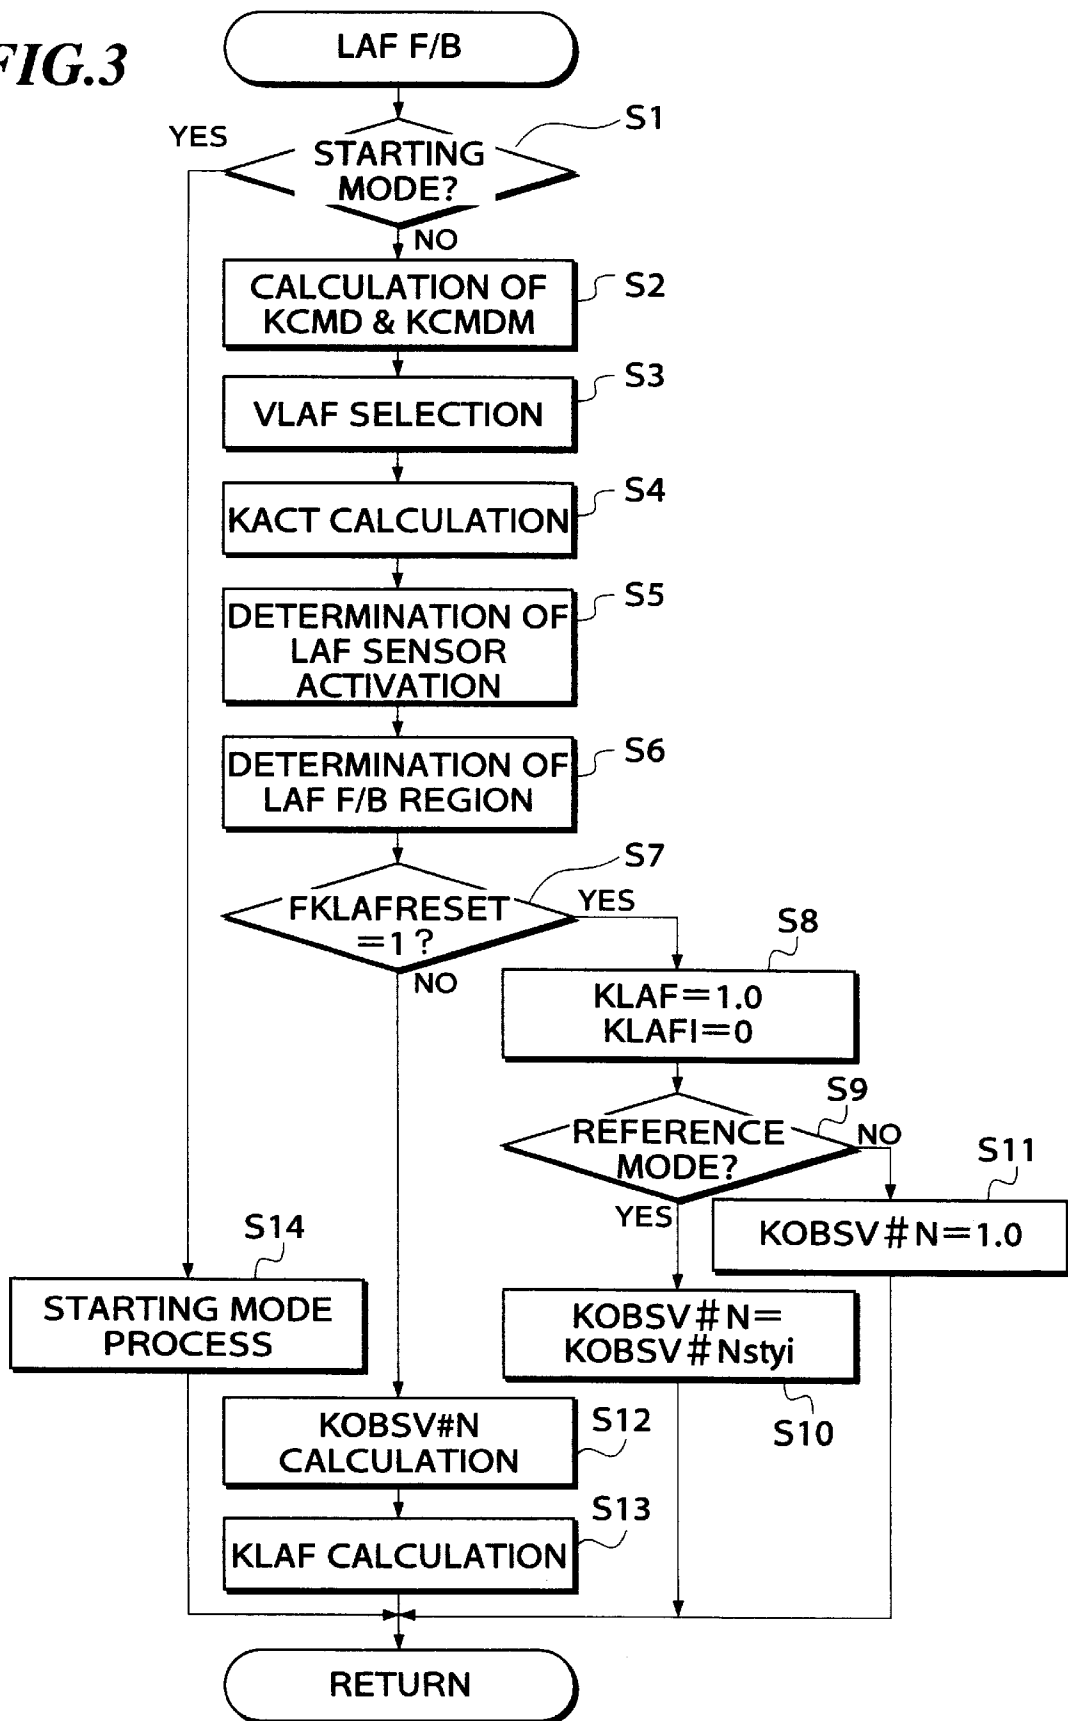 FIG.3
LAF F/B
S1
YES
STARTING
MODE?
NO
CALCULATION OF
KCMD & KCMDM
S2
S3
VLAF SELECTION
S4
KACT CALCULATION
S5
DETERMINATION OF
LAF SENSOR
ACTIVATION
S6
DETERMINATION OF
LAF F/B REGION
S7
FKLAFRESET
=1?
YES
NO
S8
KLAF=1.0
KLAFI=0
S9
REFERENCE
MODE?
NO
YES
S11
KOBSV#N=1.0
S14
STARTING MODE
PROCESS
KOBSV#N=
KOBSV#Nstyi
S10
KOBSV#N
CALCULATION
S12
S13
KLAF CALCULATION
RETURN